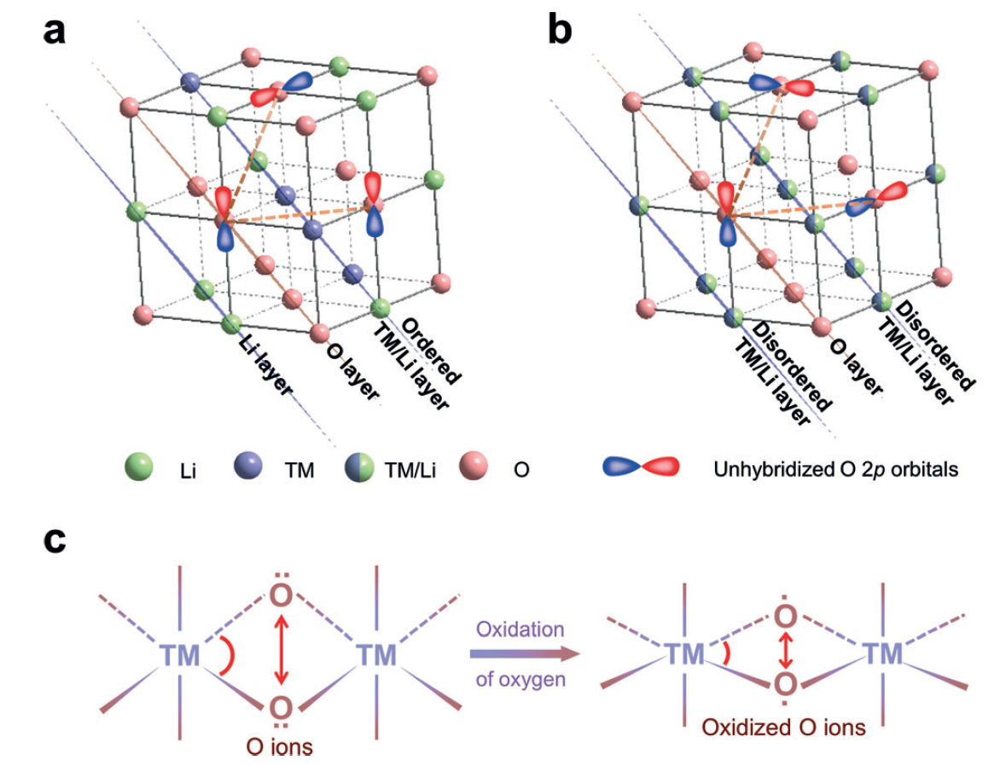 a
b
Li layer
O layer
Ordered
TM/Li layer
Disordered
TM/Li layer
O layer
Disordered
TM/Li layer
Li
TM
TM/Li
O
Unhybridized O 2p orbitals
c
Ö
TM
TM
O
O ions
Oxidation
of oxygen
O
TM
TM
O
Oxidized O ions